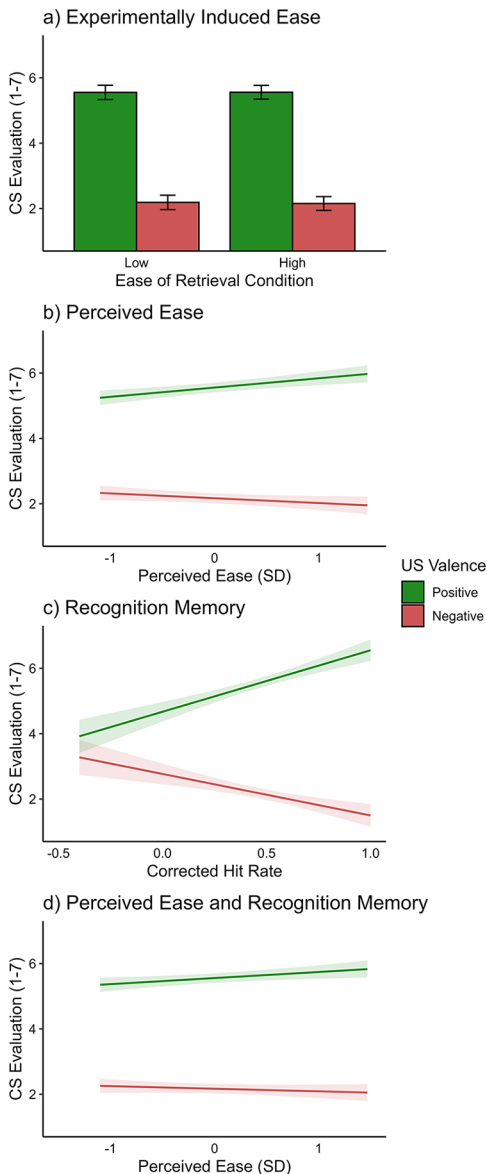 a) Experimentally Induced Ease
CS Evaluation (1-7)
6
4
2
Low
High
Ease of Retrieval Condition
b) Perceived Ease
CS Evaluation (1-7)
6
4
2
-1
0
1
Perceived Ease (SD)
US Valence
Positive
Negative
c) Recognition Memory
CS Evaluation (1-7)
6
4
2
-0.5
0.0
0.5
1.0
Corrected Hit Rate
d) Perceived Ease and Recognition Memory
CS Evaluation (1-7)
6
4
2
-1
0
1
Perceived Ease (SD)